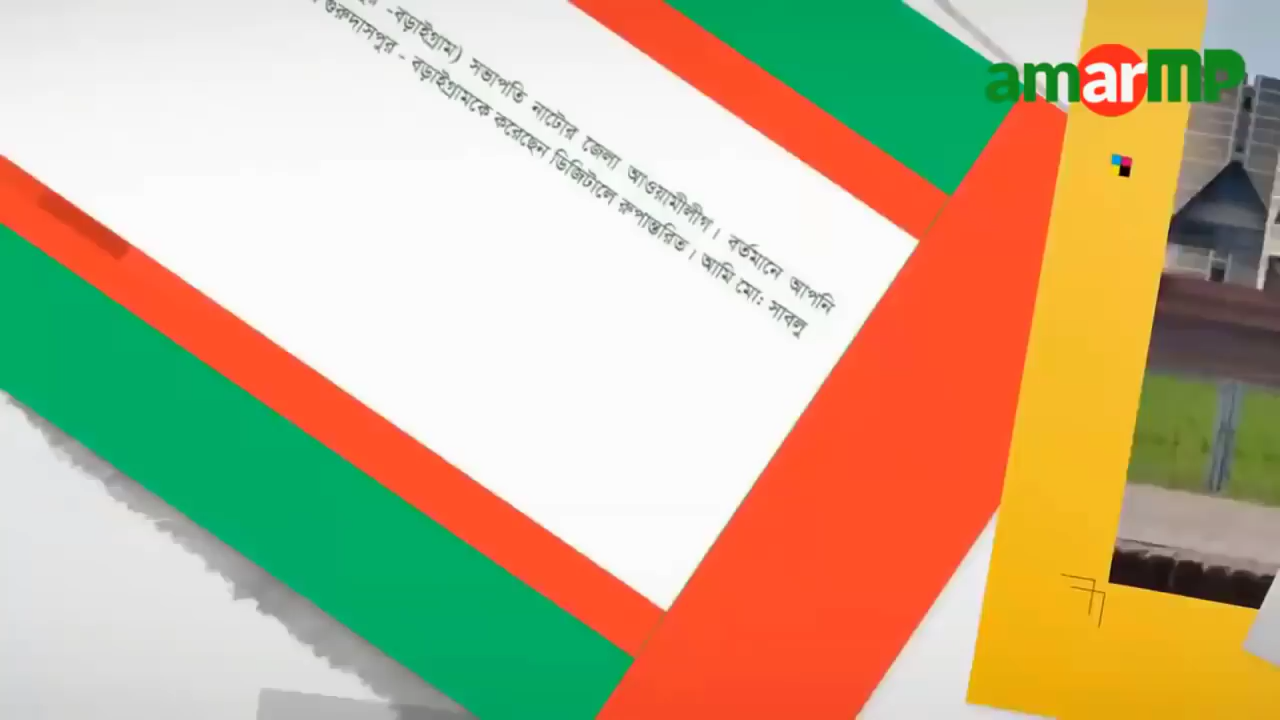 -বড়াইগ্রাম) সভাপতি নাটোর জেলা আওয়ামীলীগ। বর্তমানে আপনি
গুরুদাসপুর - বড়াইগ্রামকে করেছেন ডিজিটালে রুপান্তরিত। আমি মো: সাবলু
amarMP